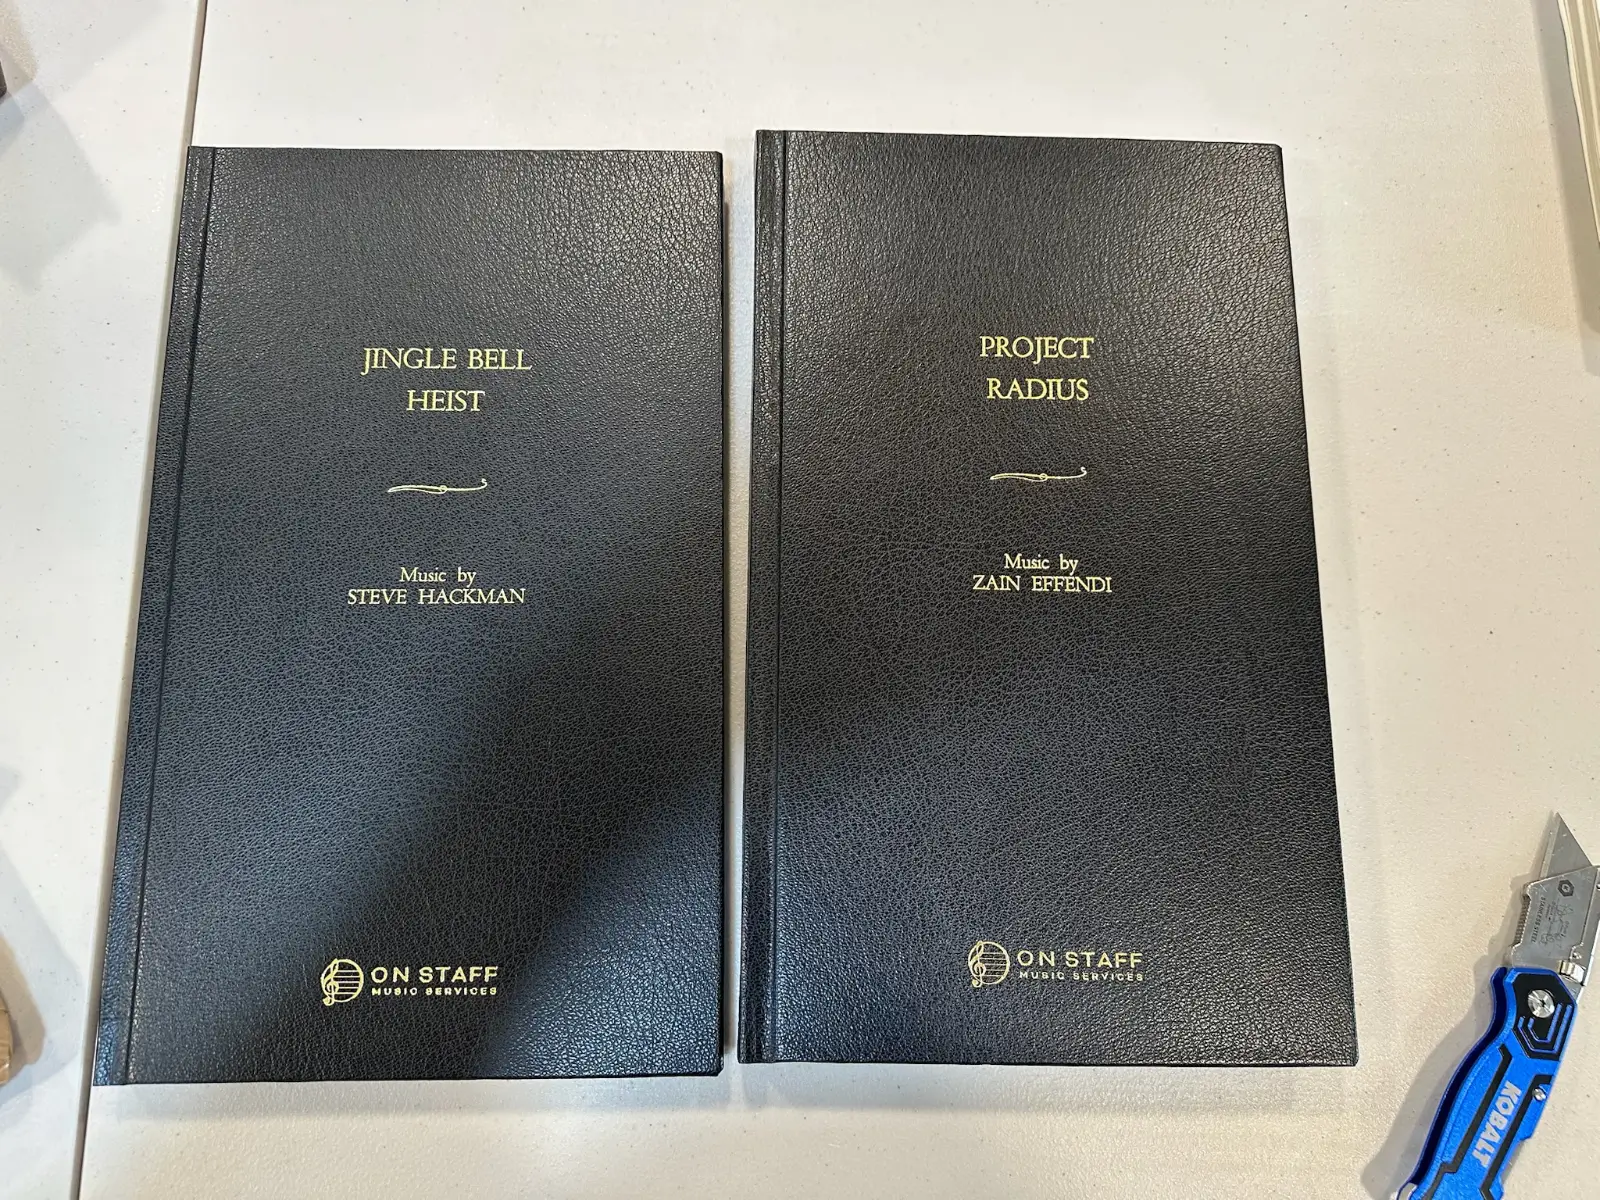 JINGLE BELL
HEIST
Music by
STEVE HACKMAN
ON STAFF
MUSIC SERVICES
PROJECT
RADIUS
Music by
ZAIN EFFENDI
ON STAFF
MUSIC SERVICES
KOBALT